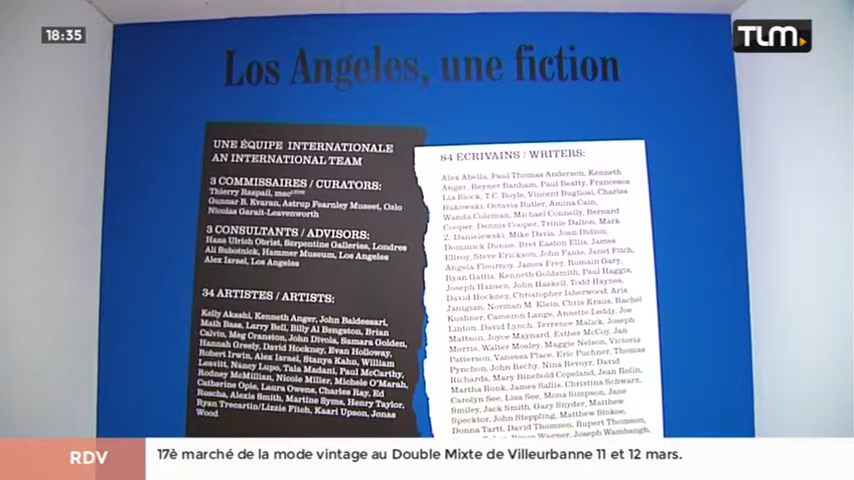 18:35
TLM
Los Angeles, une fiction
UNE ÉQUIPE INTERNATIONALE
AN INTERNATIONAL TEAM
3 COMMISSAIRES / CURATORS:
Thierry Raspail, macLYON
Gunnar B. Kvaran, Astrup Fearnley Museet, Oslo
Nicolas Garait-Leavenworth
3 CONSULTANTS / ADVISORS:
Hans Ulrich Obrist, Serpentine Galleries, Londres
Ali Subotnick, Hammer Museum, Los Angeles
Alex Israel, Los Angeles
34 ARTISTES / ARTISTS:
Kelly Akashi, Kenneth Anger, John Baldessari,
Math Bass, Larry Bell, Billy Al Bengston, Brian
Calvin, Meg Cranston, John Divola, Samara Golden,
Hannah Greely, David Hockney, Evan Holloway,
Robert Irwin, Alex Israel, Stanya Kahn, William
Leavitt, Nancy Lupo, Tala Madani, Paul McCarthy,
Rodney McMillian, Nicole Miller, Michele O'Marah,
Catherine Opie, Laura Owens, Charles Ray, Ed
Ruscha, Alexis Smith, Martine Syms, Henry Taylor,
Ryan Trecartin/Lizzie Fitch, Kaari Upson, Jonas
Wood
84 ÉCRIVAINS / WRITERS:
Alex Abella, Paul Thomas Anderson, Kenneth
Anger, Reyner Banham, Paul Beatty, Francesca
Lia Block, T.C. Boyle, Vincent Bugliosi, Charles
Bukowski, Octavia Butler, Amina Cain,
Wanda Coleman, Michael Connelly, Bernard
Cooper, Dennis Cooper, Trinie Dalton, Mark
Z. Danielewski, Mike Davis, Joan Didion,
Dominick Dunne, Bret Easton Ellis, James
Ellroy, Steve Erickson, John Fante, Janet Fitch,
Angela Flournoy, James Frey, Romain Gary,
Ryan Gattis, Kenneth Goldsmith, Paul Haggis,
Joseph Hansen, John Haskell, Todd Haynes,
David Hockney, Christopher Isherwood, Aris
Janigian, Norman M. Klein, Chris Kraus, Rachel
Kushner, Cameron Lange, Annette Leddy, Joe
Linton, David Lynch, Terrence Malick, Joseph
Mattson, Joyce Maynard, Esther McCoy, Jan
Morris, Walter Mosley, Maggie Nelson, Victoria
Patterson, Vanessa Place, Eric Puchner, Thomas
Pynchon, John Rechy, Nina Revoyr, David
Richards, Mary Rinebold Copeland, Jean Rolin,
Martha Ronk, James Sallis, Christina Schwarz,
Carolyn See, Lisa See, Mona Simpson, Jane
Smiley, Jack Smith, Gary Snyder, Matthew
Specktor, John Steppling, Matthew Stokoe,
Donna Tartt, David Thomson, Rupert Thomson,
Bruce Wagner, Joseph Wambaugh,
RDV
17è marché de la mode vintage au Double Mixte de Villeurbanne 11 et 12 mars.